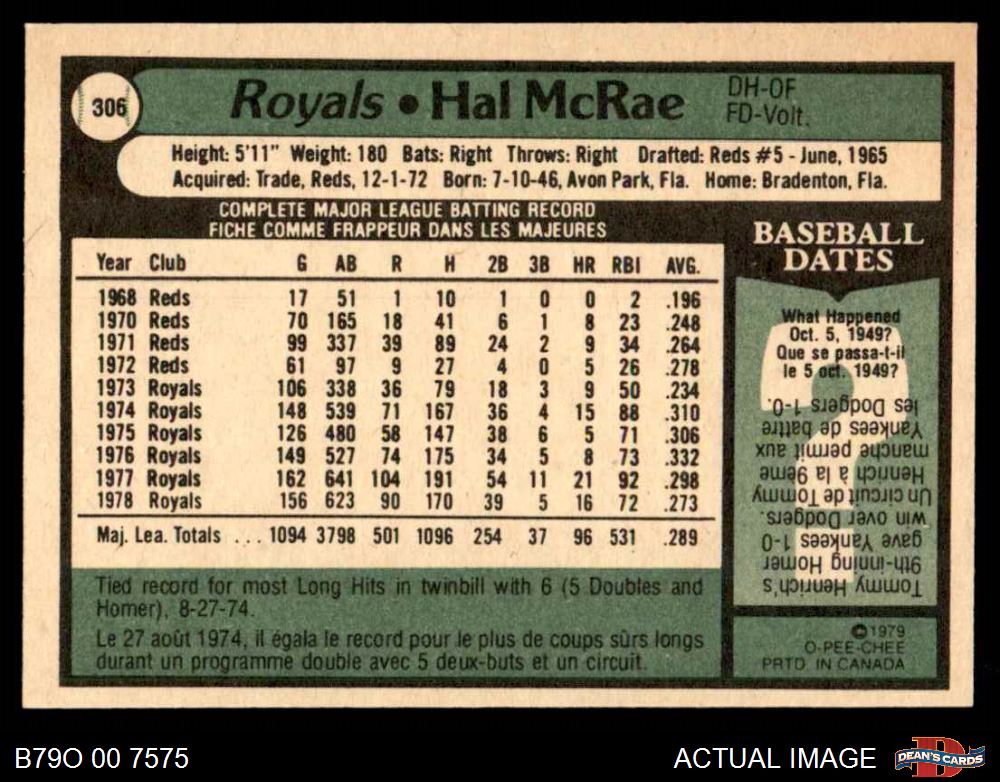 306
Royals • Hal McRae
DH-OF
FD-Volt.
Height: 5'11" Weight: 180 Bats: Right Throws: Right Drafted: Reds #5 - June, 1965
Acquired: Trade, Reds, 12-1-72 Born: 7-10-46, Avon Park, Fla. Home: Bradenton, Fla.
COMPLETE MAJOR LEAGUE BATTING RECORD
FICHE COMME FRAPPEUR DANS LES MAJEURES
Year Club G AB R H 2B 3B HR RBI AVG.
1968 Reds 17 51 1 10 1 0 0 2 .196
1970 Reds 70 165 18 41 6 1 8 23 .248
1971 Reds 99 337 39 89 24 2 9 34 .264
1972 Reds 61 97 9 27 4 0 5 26 .278
1973 Royals 106 338 36 79 18 3 9 50 .234
1974 Royals 148 539 71 167 36 4 15 88 .310
1975 Royals 126 480 58 147 38 6 5 71 .306
1976 Royals 149 527 74 175 34 5 8 73 .332
1977 Royals 162 641 104 191 54 11 21 92 .298
1978 Royals 156 623 90 170 39 5 16 72 .273
Maj. Lea. Totals ... 1094 3798 501 1096 254 37 96 531 .289
Tied record for most Long Hits in twinbill with 6 (5 Doubles and
Homer), 8-27-74.
Le 27 août 1974, il égala le record pour le plus de coups sûrs longs
durant un programme double avec 5 deux-buts et un circuit.
BASEBALL
DATES
What Happened
Oct. 5, 1949?
Que se passa-t-il
le 5 oct. 1949?
Tommy Henrich's
9th-inning Homer
gave Yankees 1-0
win over Dodgers.
Un circuit de Tommy
Henrich à la 9ème
manche permit aux
Yankees de battre
les Dodgers 1-0.
©1979
O-PEE-CHEE
PRTD IN CANADA
B79O 00 7575
ACTUAL IMAGE
D
DEAN'S CARDS